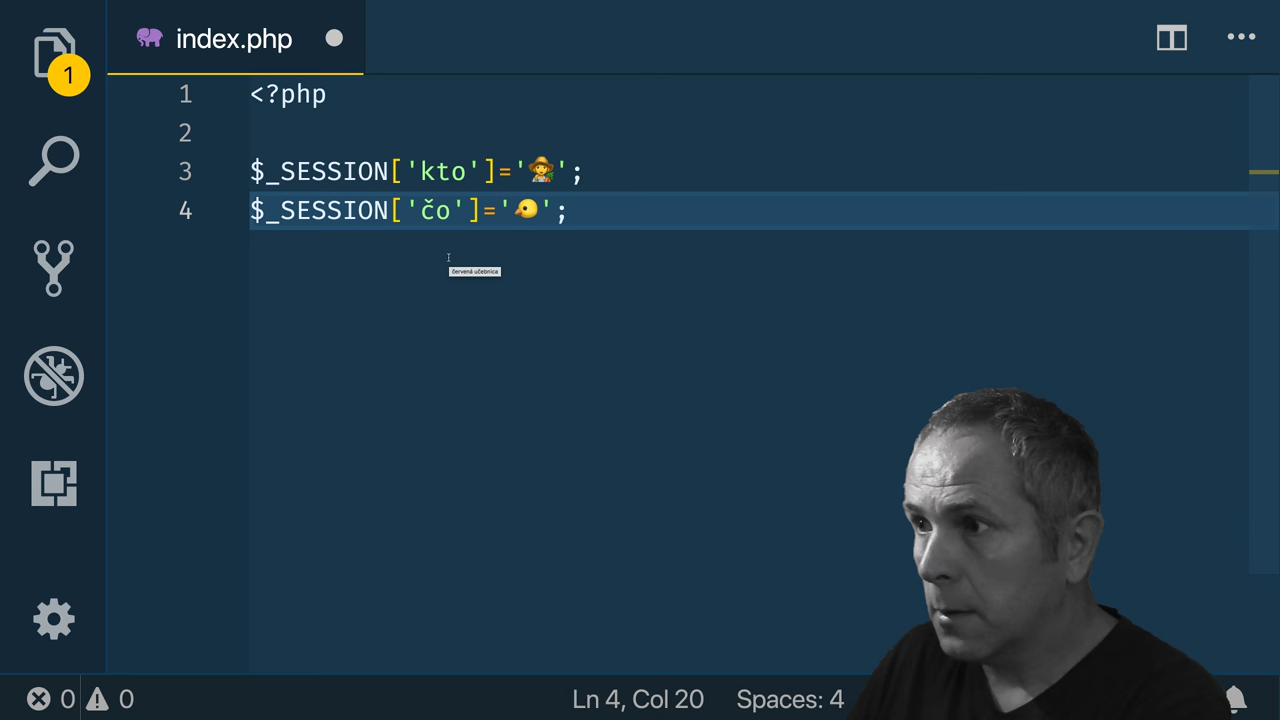 index.php
1
1 <?php
2
3 $_SESSION['kto']='🧑‍🌾';
4 $_SESSION['čo']='🐤';
červená učebnica
0 0 Ln 4, Col 20 Spaces: 4